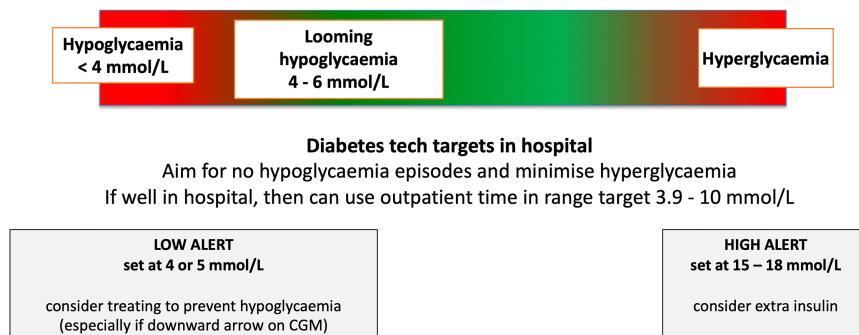 Hypoglycaemia
< 4 mmol/L
Looming
hypoglycaemia
4 - 6 mmol/L
Hyperglycaemia
Diabetes tech targets in hospital
Aim for no hypoglycaemia episodes and minimise hyperglycaemia
If well in hospital, then can use outpatient time in range target 3.9 - 10 mmol/L
LOW ALERT
set at 4 or 5 mmol/L
consider treating to prevent hypoglycaemia
(especially if downward arrow on CGM)
HIGH ALERT
set at 15 – 18 mmol/L
consider extra insulin